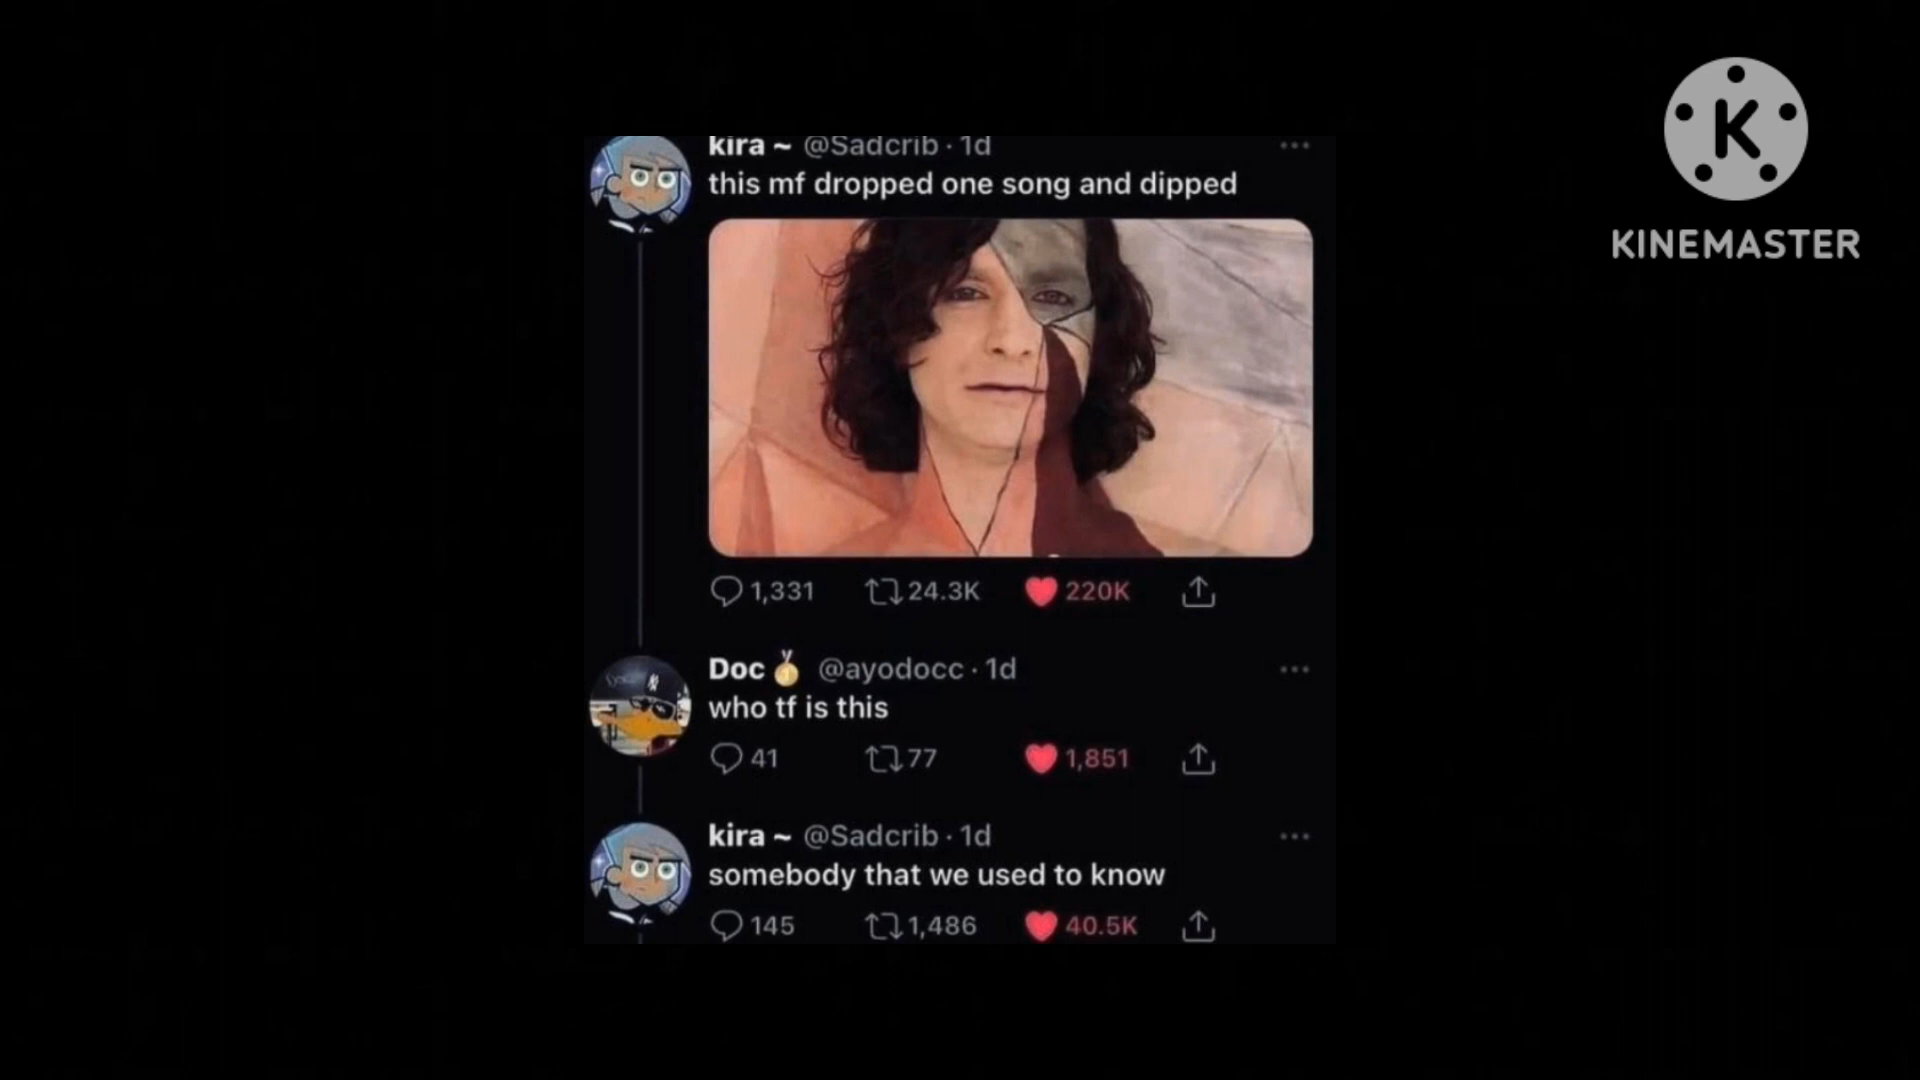 kira ~ @Sadcrib · 1d
this mf dropped one song and dipped
1,331 24.3K 220K
Doc🏅 @ayodocc · 1d
who tf is this
41 77 1,851
kira ~ @Sadcrib · 1d
somebody that we used to know
145 1,486 40.5K
K
KINEMASTER